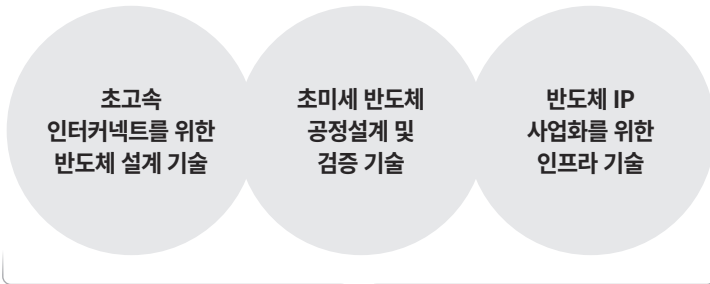 초고속
인터커넥트를 위한
반도체 설계 기술
초미세 반도체
공정설계 및
검증 기술
반도체 IP
사업화를 위한
인프라 기술